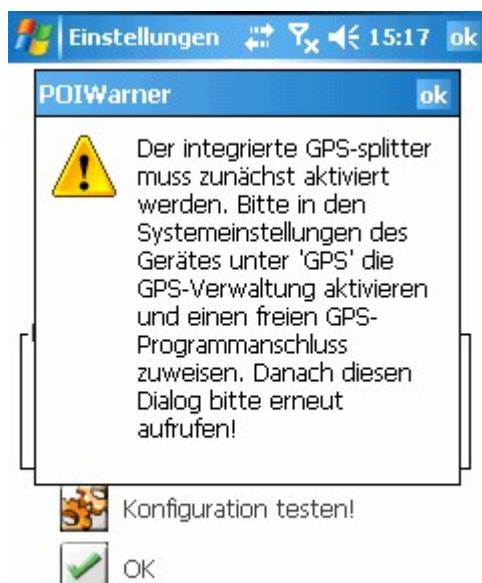 Einstellungen 15:17 ok
POIWarner ok
Der integrierte GPS-splitter
muss zunächst aktiviert
werden. Bitte in den
Systemeinstellungen des
Gerätes unter 'GPS' die
GPS-Verwaltung aktivieren
und einen freien GPS-
Programmanschluss
zuweisen. Danach diesen
Dialog bitte erneut
aufrufen!
Konfiguration testen!
OK